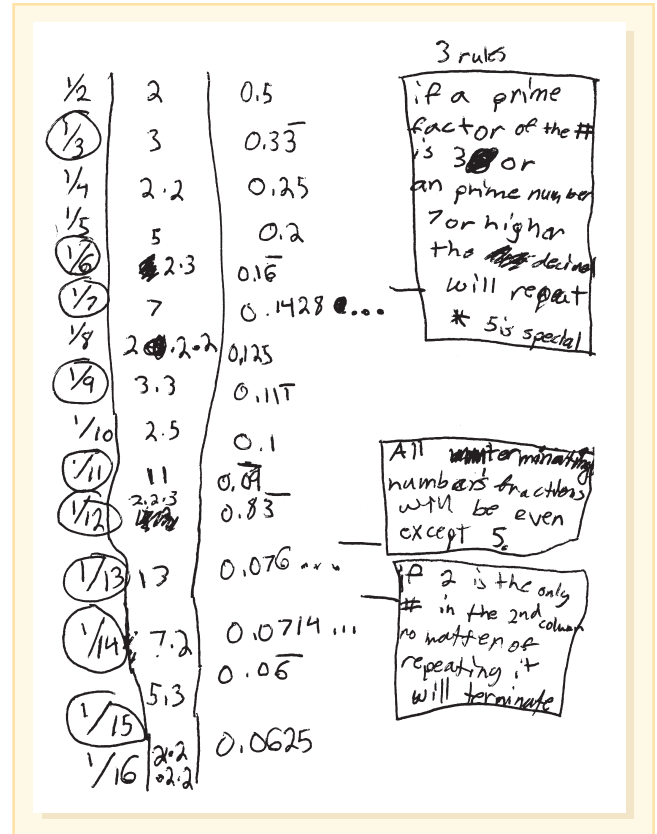 3 rules
1/2 2 0.5
1/3 3 0.33̅
1/4 2.2 0.25
1/5 5 0.2
1/6 2.3 0.16̅
1/7 7 0.1428 ...
1/8 2.2.2 0.125
1/9 3.3 0.111̅
1/10 2.5 0.1
1/11 11 0.0̅9̅
1/12 2.2.3 0.83̅
1/13 13 0.076...
1/14 7.2 0.0714...
1/15 5.3 0.06̅
1/16 2.2.2.2 0.0625
if a prime
factor of the #
is 3 or
an prime number
7 or higher
the decimal
will repeat
* 5 is special
All terminating
numbers fractions
will be even
except 5.
if 2 is the only
# in the 2nd column
no matter of
repeating it
will terminate